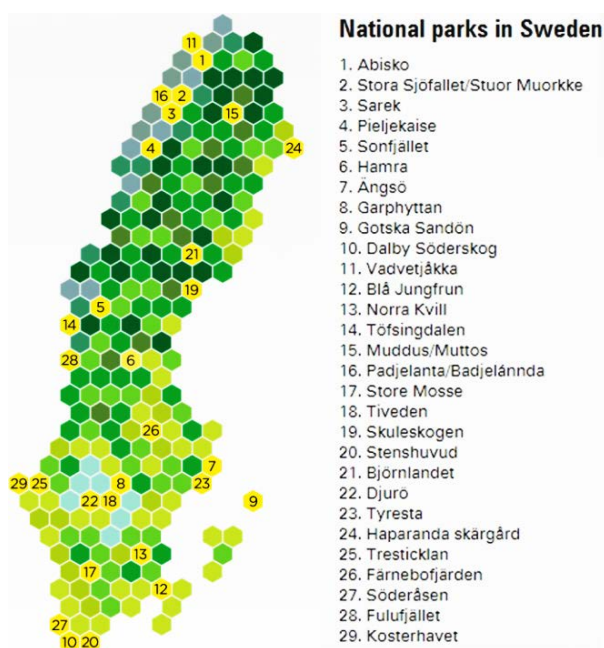 National parks in Sweden
1. Abisko
2. Stora Sjöfallet/Stuor Muorkke
3. Sarek
4. Pieljekaise
5. Sonfjället
6. Hamra
7. Ängsö
8. Garphyttan
9. Gotska Sandön
10. Dalby Söderskog
11. Vadvetjåkka
12. Blå Jungfrun
13. Norra Kvill
14. Töfsingdalen
15. Muddus/Muttos
16. Padjelanta/Badjelánnda
17. Store Mosse
18. Tiveden
19. Skuleskogen
20. Stenshuvud
21. Björnlandet
22. Djurö
23. Tyresta
24. Haparanda skärgård
25. Tresticklan
26. Färnebofjärden
27. Söderåsen
28. Fulufjället
29. Kosterhavet
11
1
16 2
3 15
4 24
21
19
5
14
28 6
26
7
29 25 8 23
22 18 9
13
17
12
27
10 20